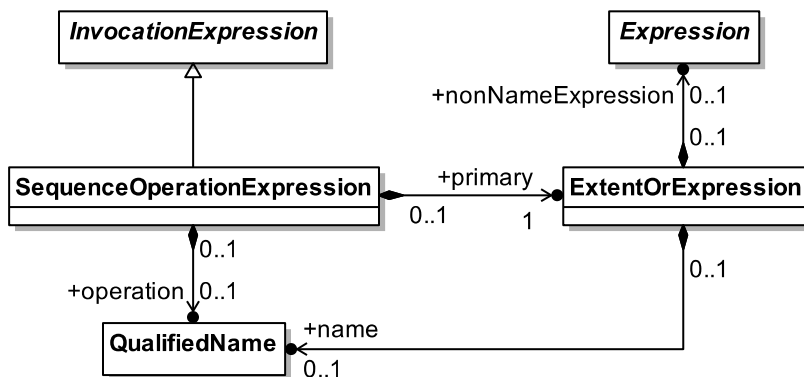 InvocationExpression
Expression
+nonNameExpression
0..1
0..1
SequenceOperationExpression
+primary
ExtentOrExpression
0..1
1
0..1
0..1
+operation
0..1
QualifiedName
+name
0..1